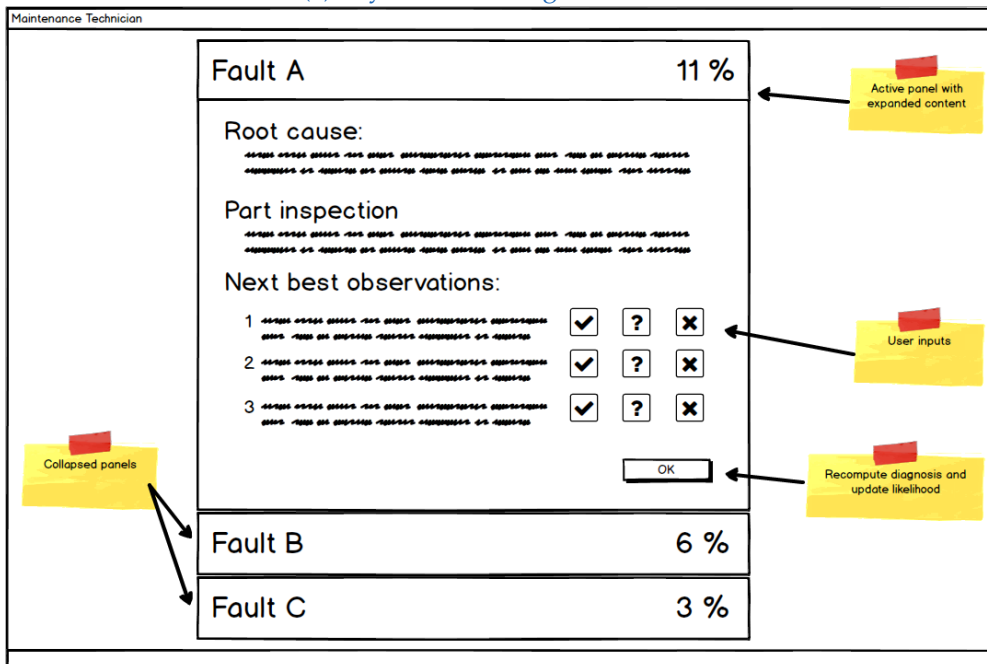 Maintenance Technician
Fault A 11 %
Active panel with
expanded content
Root cause:
Part inspection
Next best observations:
1
?
User inputs
2
?
3
?
Collapsed panels
OK
Recompute diagnosis and
update likelihood
Fault B 6 %
Fault C 3 %